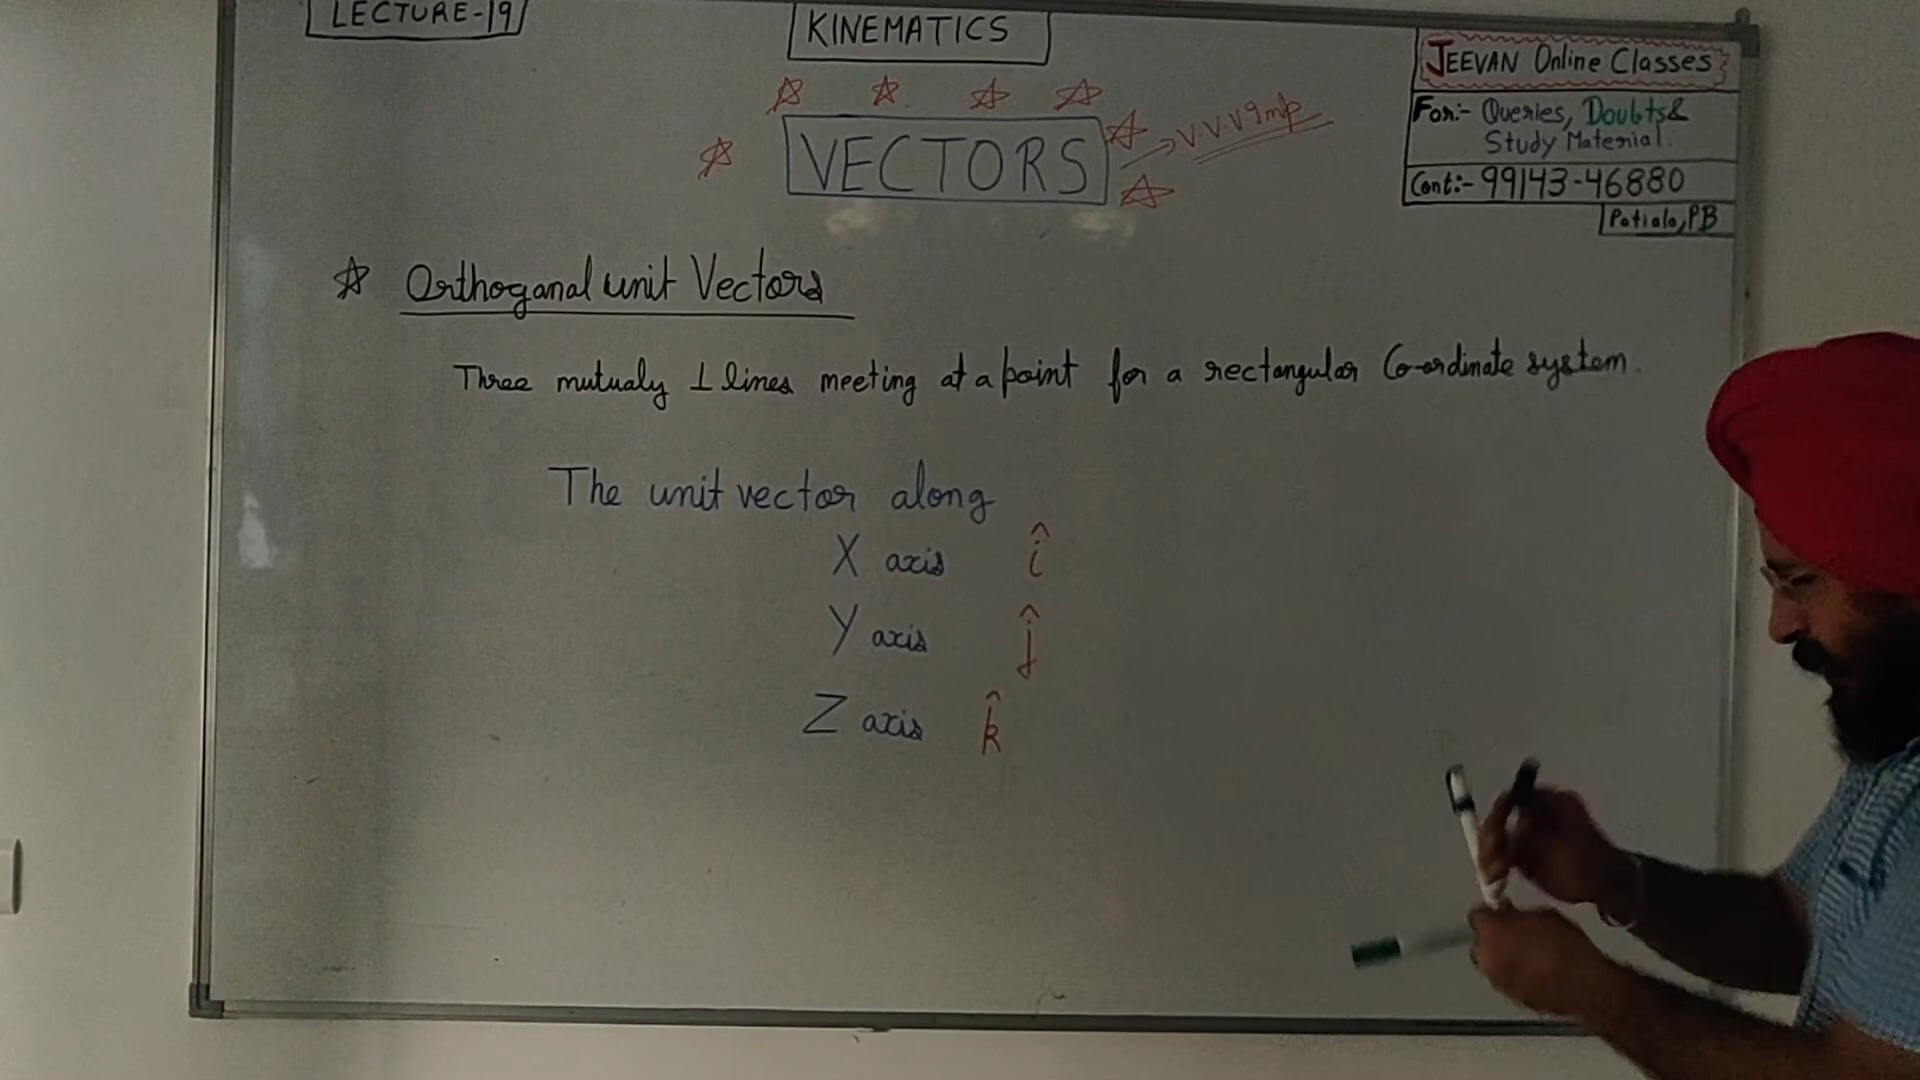 LECTURE-19
KINEMATICS
VECTORS
→ V.V.V Imp
JEEVAN Online Classes
For:- Queries, Doubts &
Study Material.
Cont:- 99143-46880
Patiala, PB
☆ Orthoganal unit Vectors
Three mutualy ⊥ lines meeting at a point for a rectangular Co-ordinate system.
The unit vector along
X axis î
Y axis ĵ
Z axis k̂